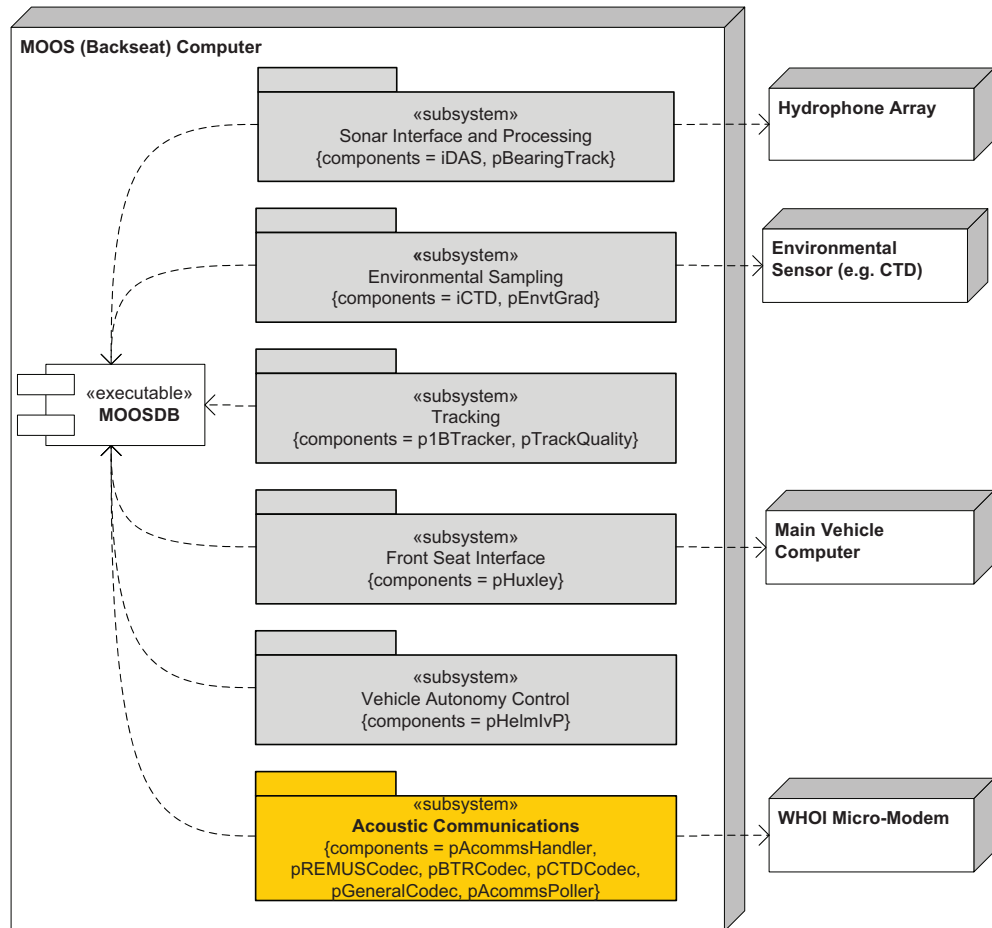 MOOS (Backseat) Computer
«subsystem»
Sonar Interface and Processing
{components = iDAS, pBearingTrack}
Hydrophone Array
«subsystem»
Environmental Sampling
{components = iCTD, pEnvtGrad}
Environmental
Sensor (e.g. CTD)
«executable»
MOOSDB
«subsystem»
Tracking
{components = p1BTracker, pTrackQuality}
«subsystem»
Front Seat Interface
{components = pHuxley}
Main Vehicle
Computer
«subsystem»
Vehicle Autonomy Control
{components = pHelmIvP}
«subsystem»
Acoustic Communications
{components = pAcommsHandler,
pREMUSCodec, pBTRCodec, pCTDCodec,
pGeneralCodec, pAcommsPoller}
WHOI Micro-Modem